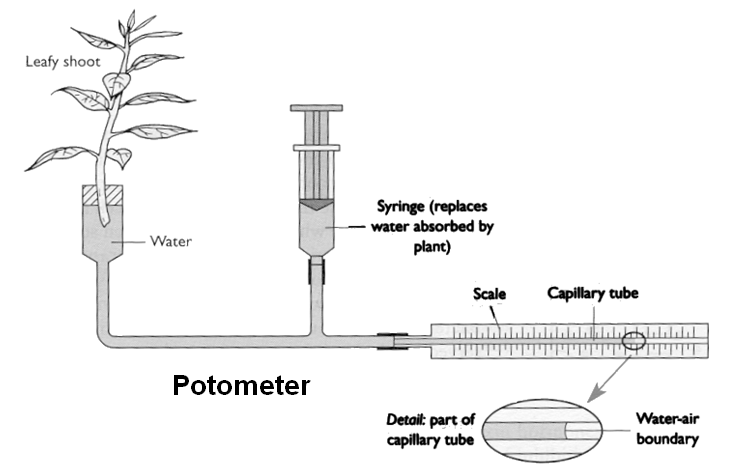 Leafy shoot
Syringe (replaces
water absorbed by
plant)
Water
Scale
Capillary tube
Potometer
Detail: part of
capillary tube
Water-air
boundary